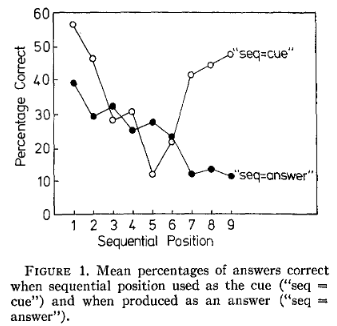 60
50
40
30
20
10
0
Percentage Correct
"seq=cue"
"seq=answer"
1 2 3 4 5 6 7 8 9
Sequential Position
FIGURE 1. Mean percentages of answers correct
when sequential position used as the cue ("seq =
cue") and when produced as an answer ("seq =
answer").